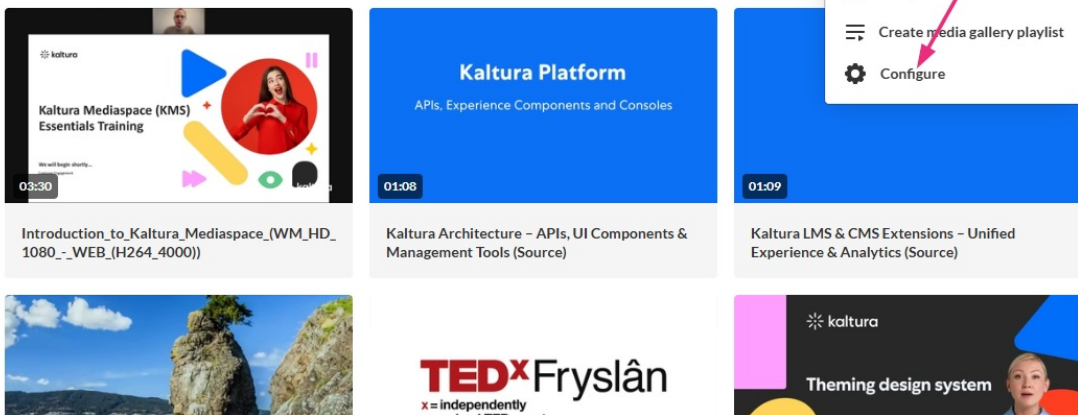 Create media gallery playlist
Configure
kaltura
Kaltura Mediaspace (KMS)
Essentials Training
We will begin shortly...
03:30
Kaltura Platform
APIs, Experience Components and Consoles
01:08
01:09
Introduction_to_Kaltura_Mediaspace_(WM_HD_
1080_-_WEB_(H264_4000))
Kaltura Architecture – APIs, UI Components &
Management Tools (Source)
Kaltura LMS & CMS Extensions – Unified
Experience & Analytics (Source)
TEDxFryslân
x = independently
kaltura
Theming design system